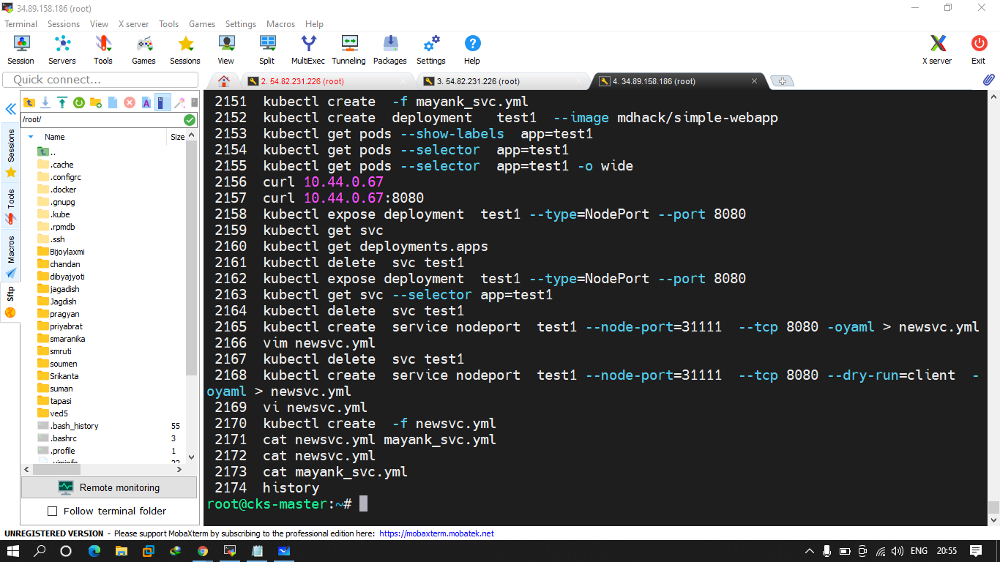 34.89.158.186 (root)
Terminal Sessions View X server Tools Games Settings Macros Help
Session Servers Tools Games Sessions View Split MultiExec Tunneling Packages Settings Help X server Exit
Quick connect...
2. 54.82.231.226 (root)
3. 54.82.231.226 (root)
4. 34.89.158.186 (root)
Sessions
Tools
Macros
Sftp
/root/
Name Size
..
.cache
.configrc
.docker
.gnupg
.kube
.rpmdb
.ssh
Bijoylaxmi
chandan
dibyajyoti
jagadish
Jagdish
pragyan
priyabrat
smaranika
smruti
soumen
Srikanta
suman
tapasi
ved5
.bash_history 55
.bashrc 3
.profile 1
.viminfo 22
Remote monitoring
Follow terminal folder
2151 kubectl create -f mayank_svc.yml
2152 kubectl create deployment test1 --image mdhack/simple-webapp
2153 kubectl get pods --show-labels app=test1
2154 kubectl get pods --selector app=test1
2155 kubectl get pods --selector app=test1 -o wide
2156 curl 10.44.0.67
2157 curl 10.44.0.67:8080
2158 kubectl expose deployment test1 --type=NodePort --port 8080
2159 kubectl get svc
2160 kubectl get deployments.apps
2161 kubectl delete svc test1
2162 kubectl expose deployment test1 --type=NodePort --port 8080
2163 kubectl get svc --selector app=test1
2164 kubectl delete svc test1
2165 kubectl create service nodeport test1 --node-port=31111 --tcp 8080 -oyaml > newsvc.yml
2166 vim newsvc.yml
2167 kubectl delete svc test1
2168 kubectl create service nodeport test1 --node-port=31111 --tcp 8080 --dry-run=client -
oyaml > newsvc.yml
2169 vi newsvc.yml
2170 kubectl create -f newsvc.yml
2171 cat newsvc.yml mayank_svc.yml
2172 cat newsvc.yml
2173 cat mayank_svc.yml
2174 history
root@cks-master:~#
UNREGISTERED VERSION - Please support MobaXterm by subscribing to the professional edition here: https://mobaxterm.mobatek.net
ENG 20:55